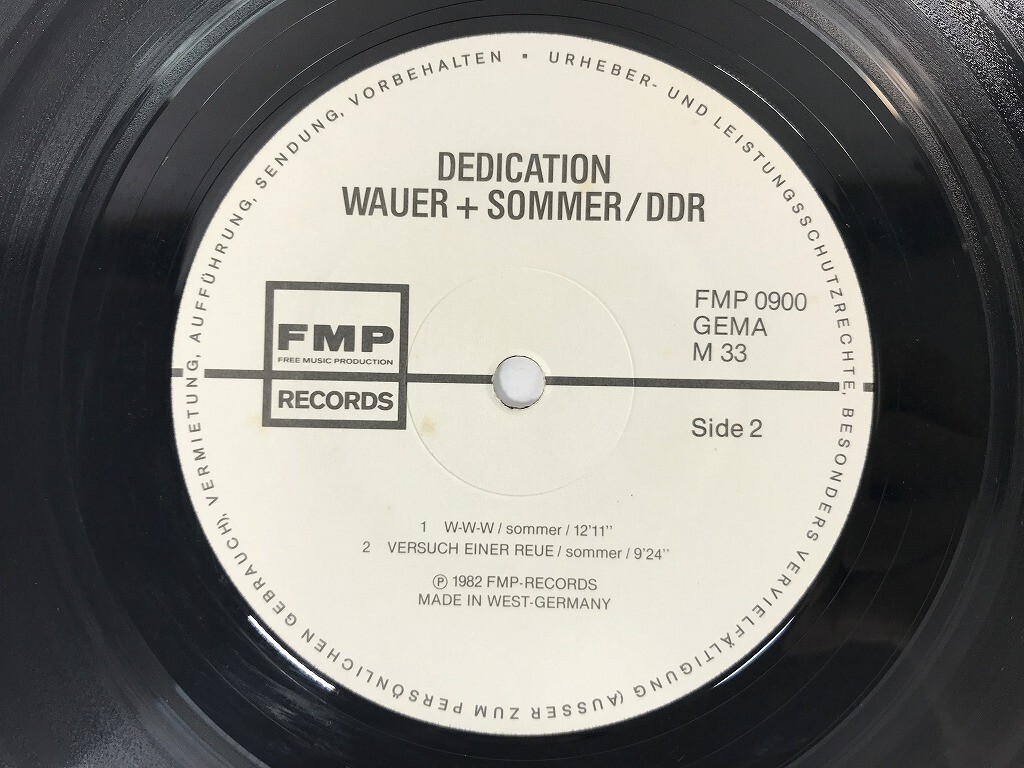 URHEBER- UND LEISTUNGSSCHUTZRECHTE, BESONDERS VERVIELFÄLTIGUNG (AUSSER ZUM PERSÖNLICHEN GEBRAUCH), VERMIETUNG, AUFFÜHRUNG, SENDUNG, VORBEHALTEN ▪
DEDICATION
WAUER + SOMMER/DDR
FMP
FREE MUSIC PRODUCTION
RECORDS
FMP 0900
GEMA
M 33
Side 2
1 W-W-W / sommer / 12'11"
2 VERSUCH EINER REUE / sommer / 9'24"
℗ 1982 FMP-RECORDS
MADE IN WEST-GERMANY